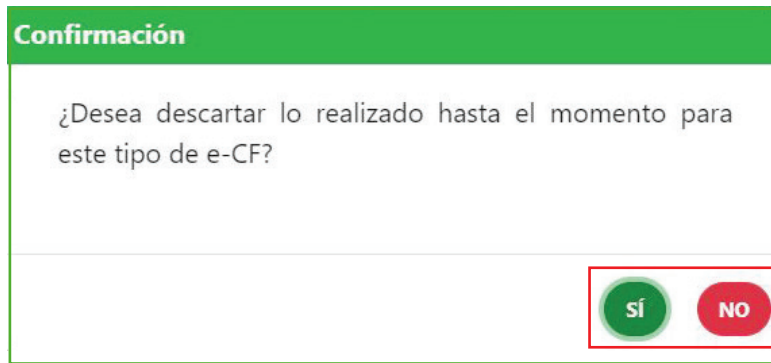 Confirmación
¿Desea descartar lo realizado hasta el momento para
este tipo de e-CF?
SÍ NO